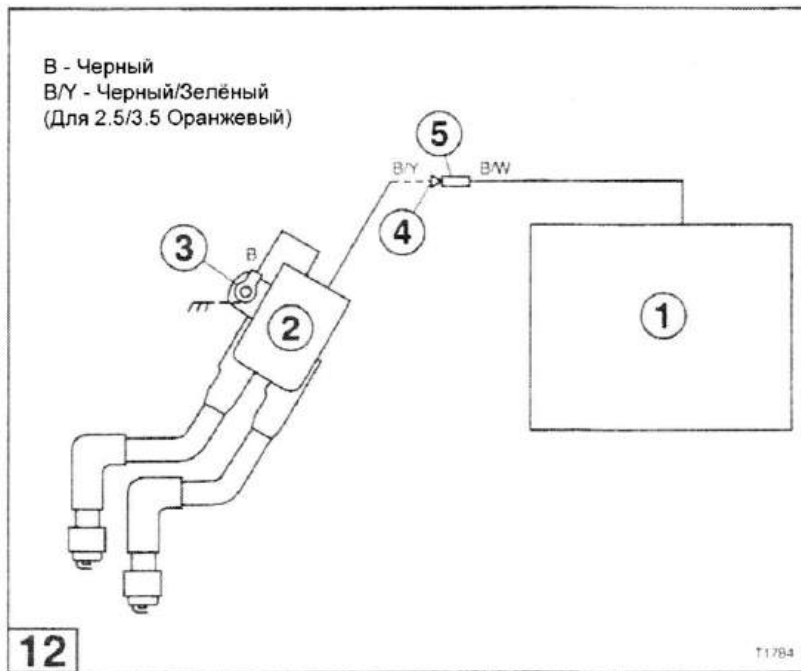 B - Черный
B/Y - Черный/Зелёный
(Для 2.5/3.5 Оранжевый)
5
B/Y
B/W
4
3
B
2
1
12
T1784